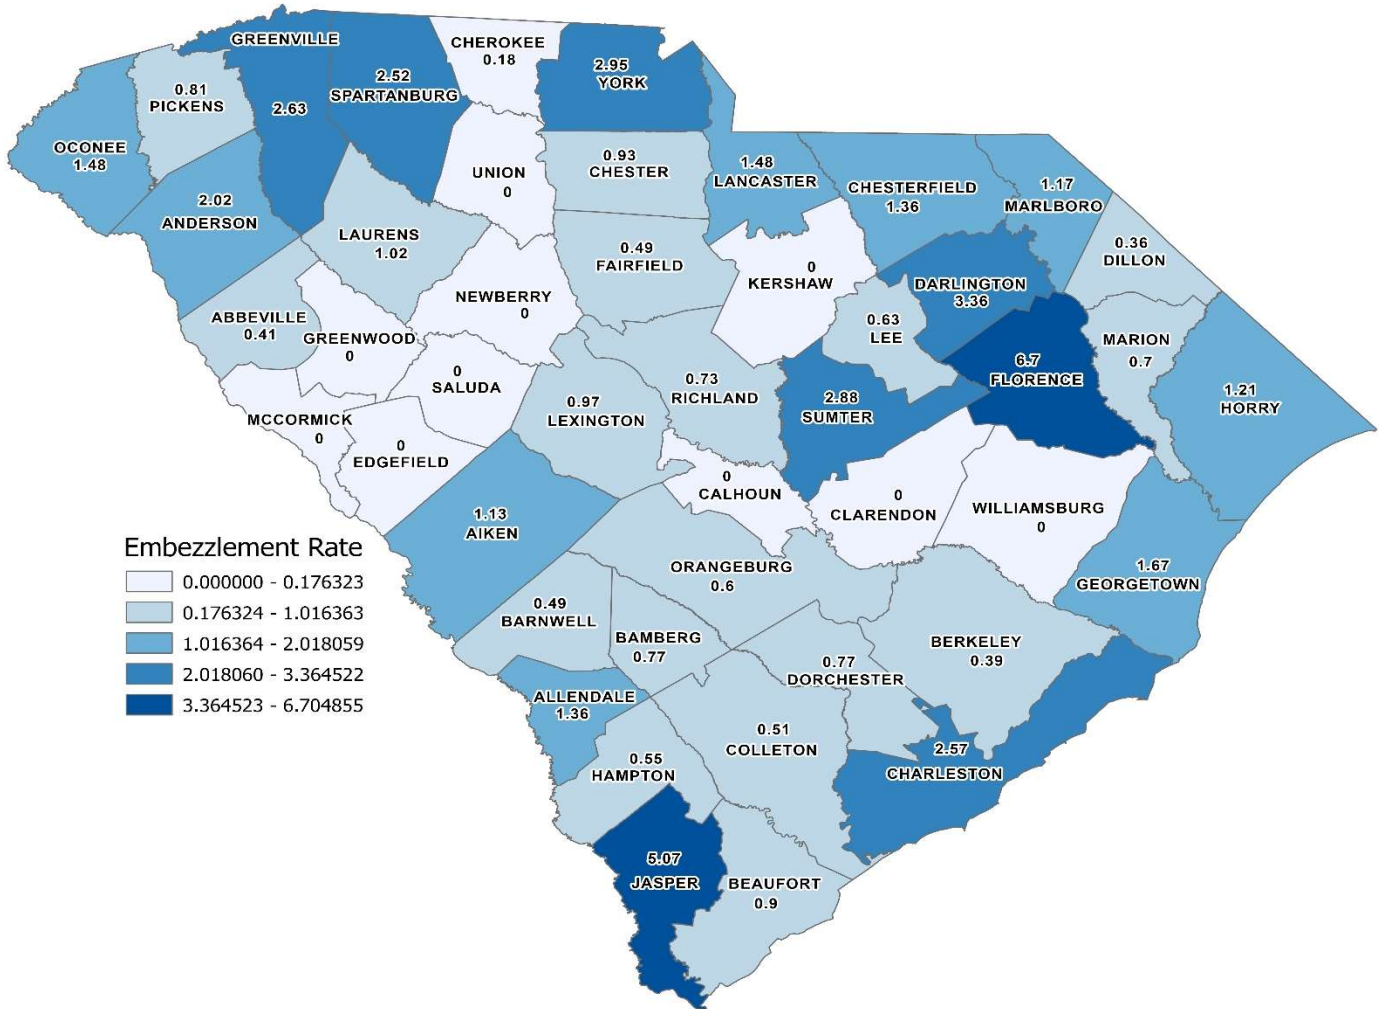 GREENVILLE
2.63
2.52
SPARTANBURG
CHEROKEE
0.18
2.95
YORK
0.81
PICKENS
OCONEE
1.48
2.02
ANDERSON
UNION
0
0.93
CHESTER
1.48
LANCASTER
CHESTERFIELD
1.36
1.17
MARLBORO
0.36
DILLON
LAURENS
1.02
0.49
FAIRFIELD
0
KERSHAW
DARLINGTON
3.36
NEWBERRY
0
ABBEVILLE
0.41
GREENWOOD
0
0.63
LEE
MARION
0.7
6.7
FLORENCE
0
SALUDA
0.73
RICHLAND
2.88
SUMTER
1.21
HORRY
0.97
LEXINGTON
MCCORMICK
0
0
EDGEFIELD
0
CALHOUN
0
CLARENDON
WILLIAMSBURG
0
1.13
AIKEN
ORANGEBURG
0.6
1.67
GEORGETOWN
0.49
BARNWELL
BAMBERG
0.77
0.77
DORCHESTER
BERKELEY
0.39
ALLENDALE
1.36
0.51
COLLETON
0.55
HAMPTON
2.57
CHARLESTON
5.07
JASPER
BEAUFORT
0.9
Embezzlement Rate
0.000000 - 0.176323
0.176324 - 1.016363
1.016364 - 2.018059
2.018060 - 3.364522
3.364523 - 6.704855